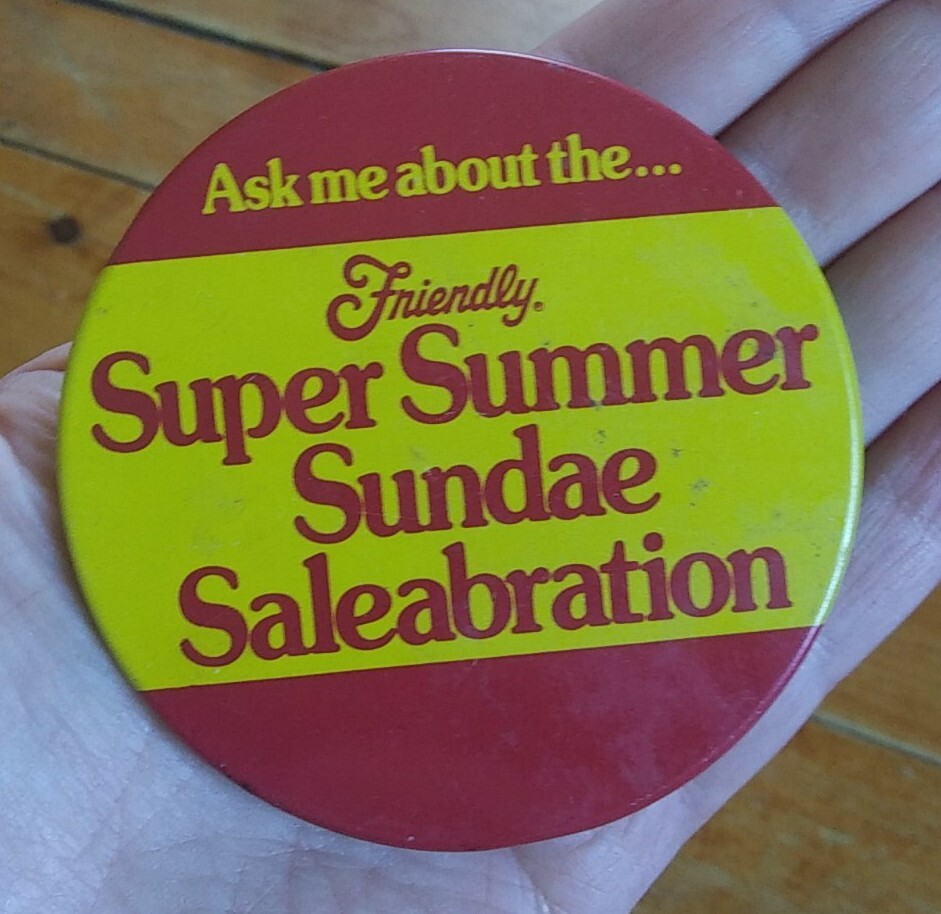 Ask me about the...
Friendly®
Super Summer
Sundae
Saleabration